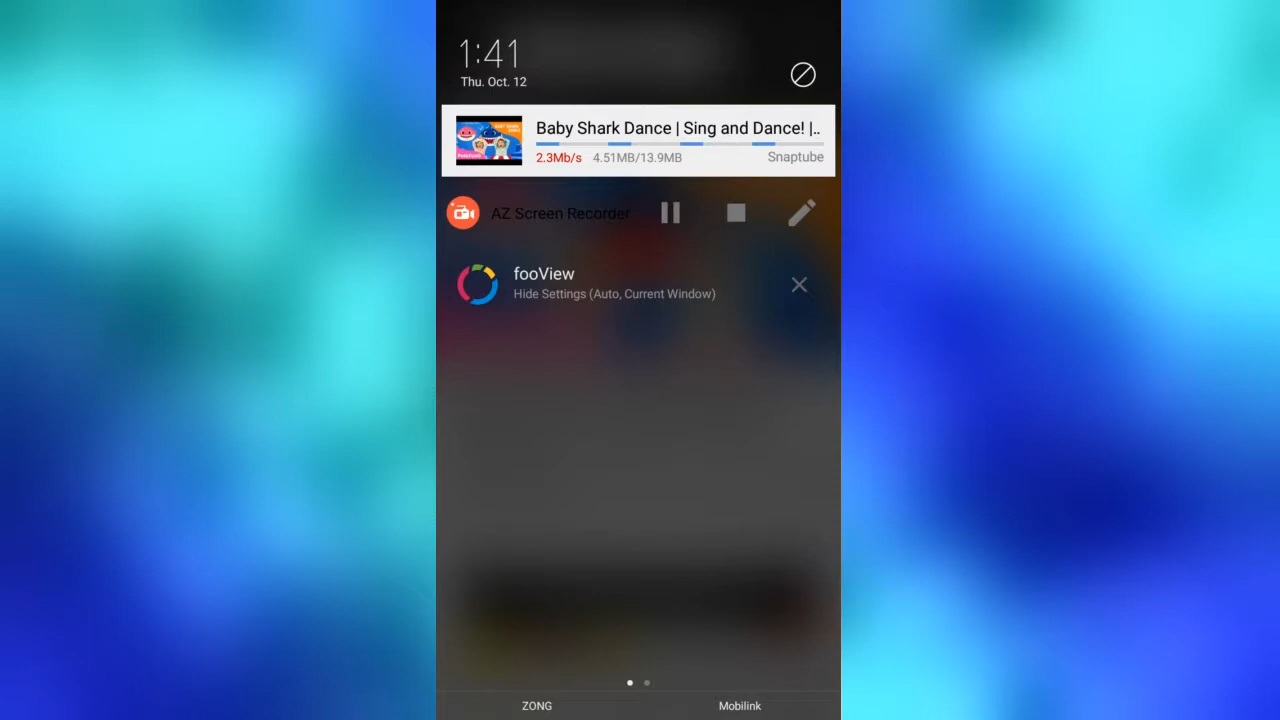 1:41
Thu. Oct. 12
Baby Shark Dance | Sing and Dance! |..
2.3Mb/s 4.51MB/13.9MB Snaptube
AZ Screen Recorder
fooView
Hide Settings (Auto, Current Window)
ZONG Mobilink